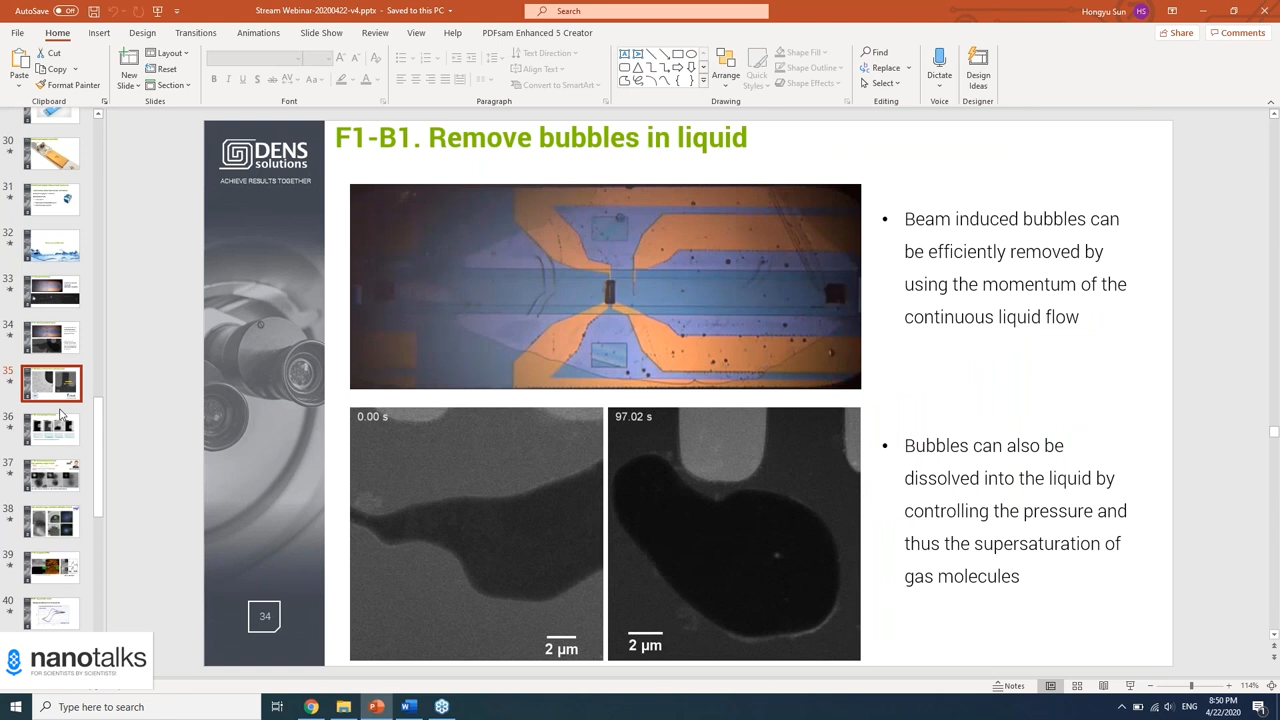 AutoSave Off Stream Webinar-20200422-v4.pptx - Saved to this PC Search Hongyu sun HS
File Home Insert Design Transitions Animations Slide Show Review View Help PDFsam Enhanced 5 Creator Share Comments
Paste Cut Copy Format Painter Clipboard
New Slide Layout Reset Section Slides
B I U S ab AV Aa A Font
Text Direction Align Text Convert to SmartArt Paragraph
Arrange Quick Styles Shape Fill Shape Outline Shape Effects Drawing
Find Replace Select Editing
Dictate Voice
Design Ideas Designer
30
31
32
33
34
35
36
37
38
39
40
DENS
solutions
ACHIEVE RESULTS TOGETHER
F1-B1. Remove bubbles in liquid
• Beam induced bubbles can
be efficiently removed by
using the momentum of the
continuous liquid flow
0.00 s
97.02 s
• Bubbles can also be
dissolved into the liquid by
controlling the pressure and
thus the supersaturation of
gas molecules
2 µm
2 µm
34
nanotalks
FOR SCIENTISTS BY SCIENTISTS!
Notes 114%
Type here to search
ENG
8:50 PM
4/22/2020